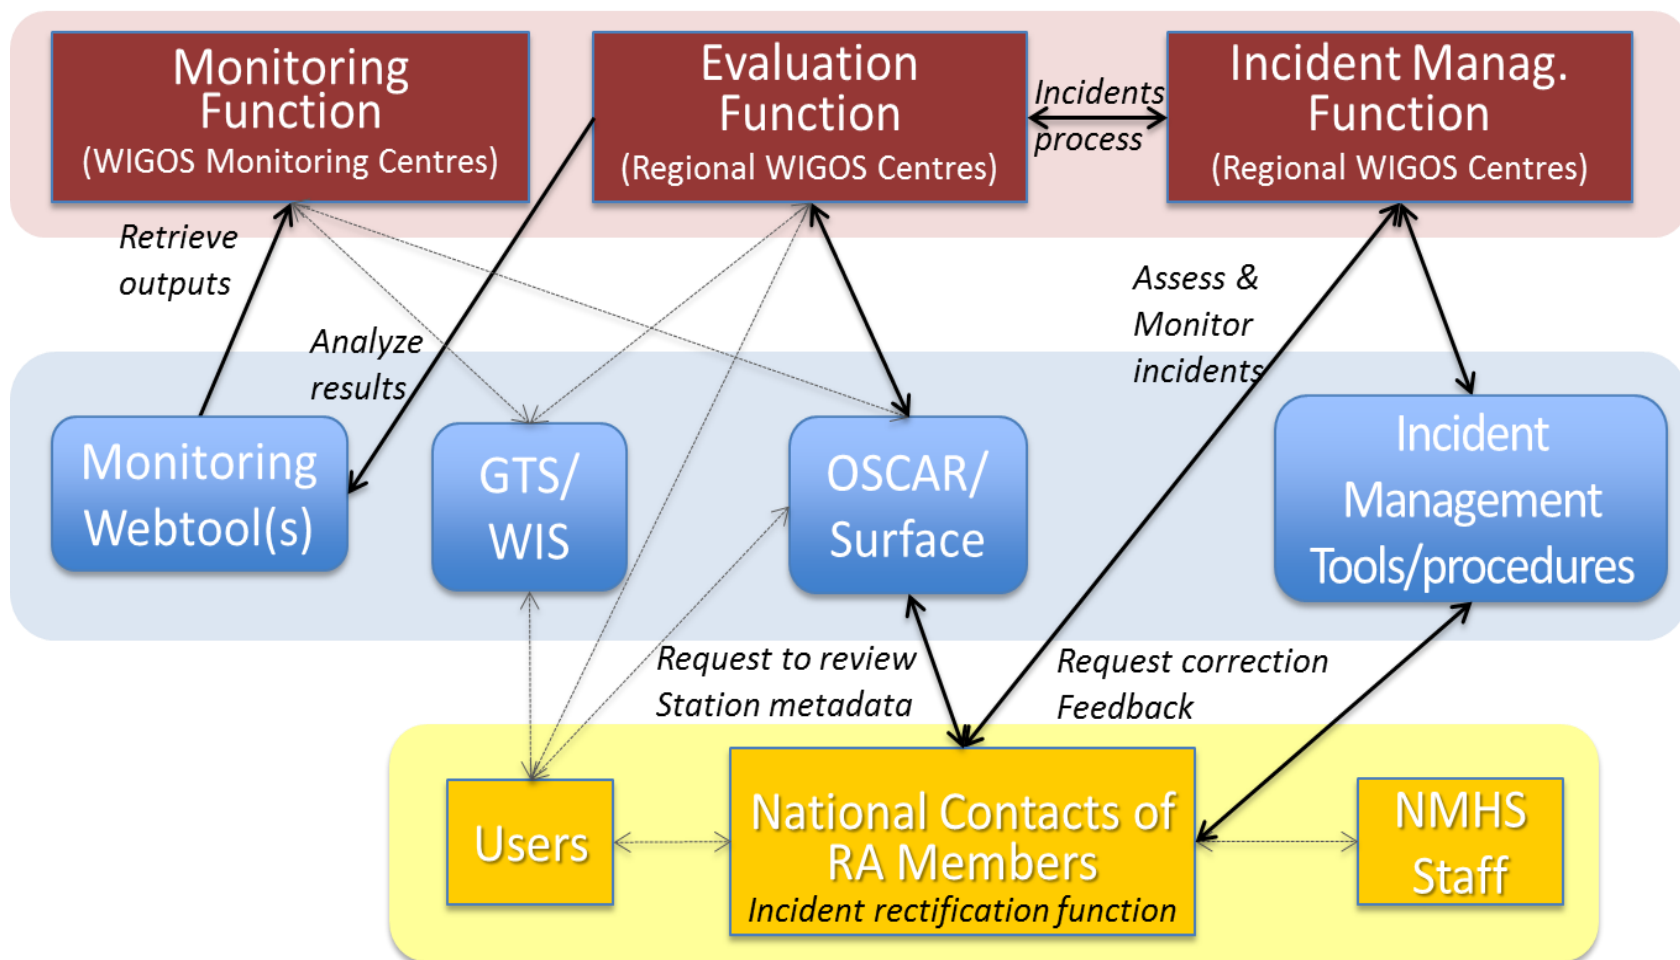 Monitoring
Function
(WIGOS Monitoring Centres)
Evaluation
Function
(Regional WIGOS Centres)
Incidents
process
Incident Manag.
Function
(Regional WIGOS Centres)
Retrieve
outputs
Analyze
results
Assess &
Monitor
incidents
Monitoring
Webtool(s)
GTS/
WIS
OSCAR/
Surface
Incident
Management
Tools/procedures
Request to review
Station metadata
Request correction
Feedback
Users
National Contacts of
RA Members
Incident rectification function
NMHS
Staff